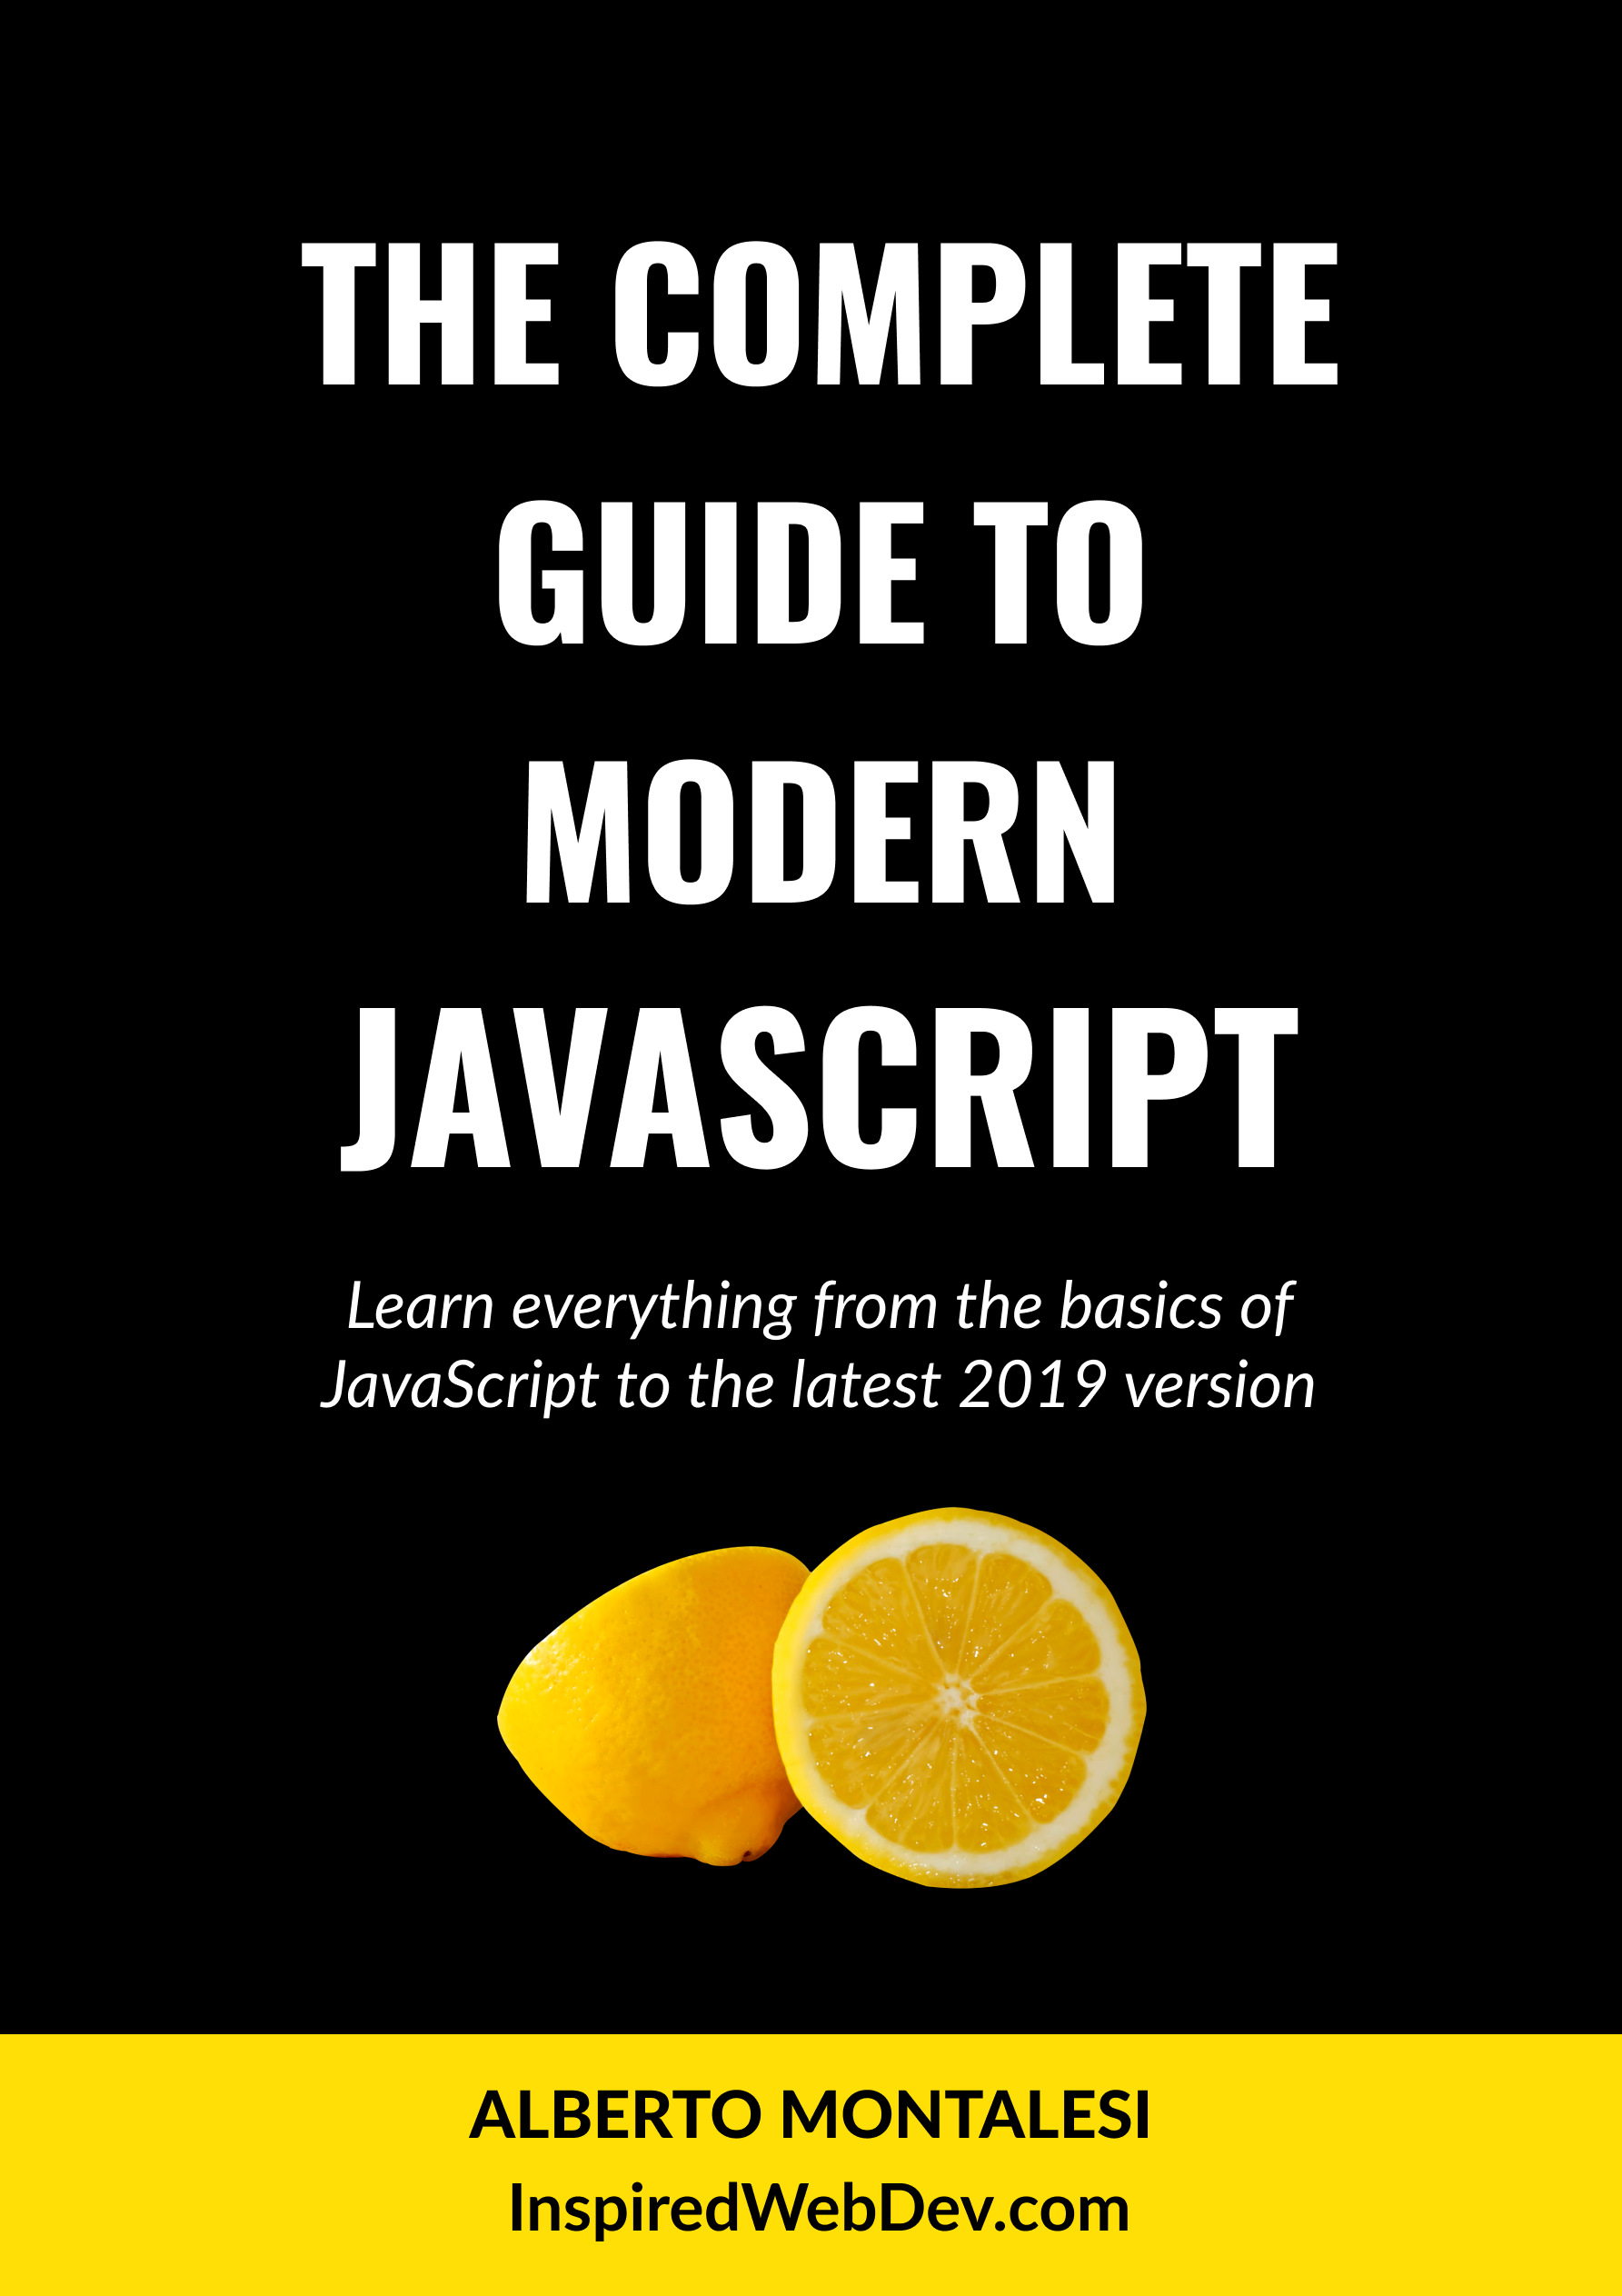 THE COMPLETE
GUIDE TO
MODERN
JAVASCRIPT
Learn everything from the basics of
JavaScript to the latest 2019 version
ALBERTO MONTALESI
InspiredWebDev.com